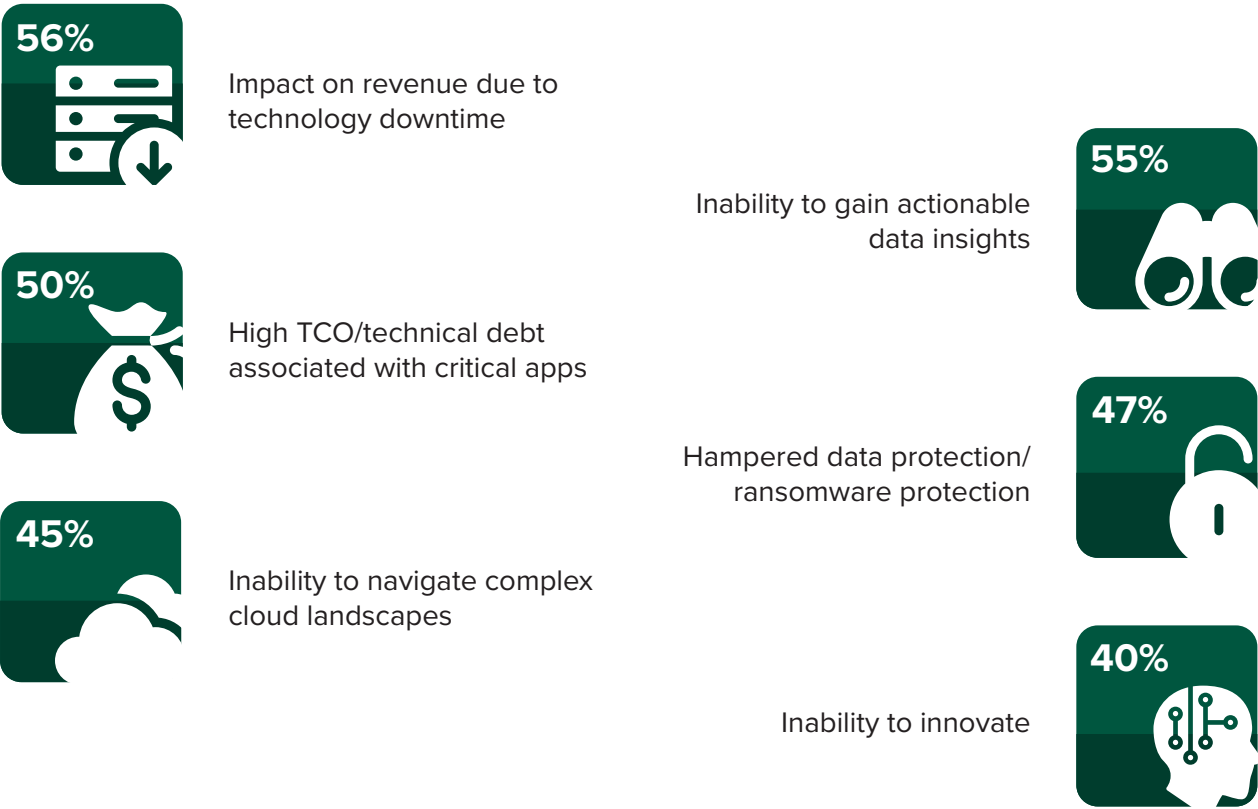 56%
Impact on revenue due to
technology downtime
55%
Inability to gain actionable
data insights
50%
High TCO/technical debt
associated with critical apps
47%
Hampered data protection/
ransomware protection
45%
Inability to navigate complex
cloud landscapes
40%
Inability to innovate